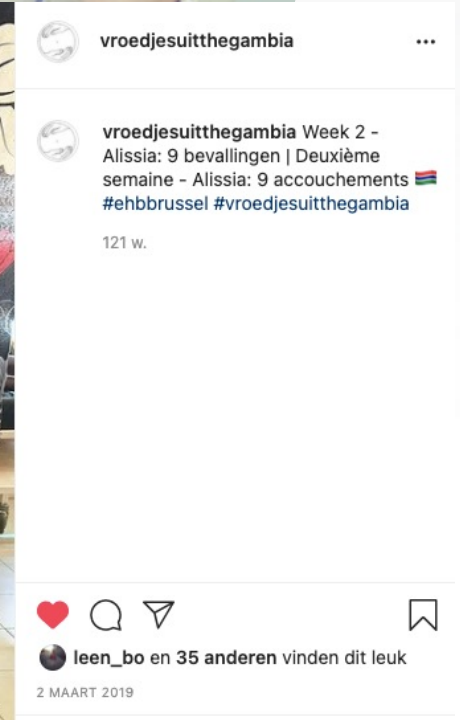 vroedjesuitthegambia
vroedjesuitthegambia Week 2 -
Alissia: 9 bevallingen | Deuxième
semaine - Alissia: 9 accouchements 🇬🇲
#ehbbrussel #vroedjesuitthegambia
121 w.
leen_bo en 35 anderen vinden dit leuk
2 MAART 2019